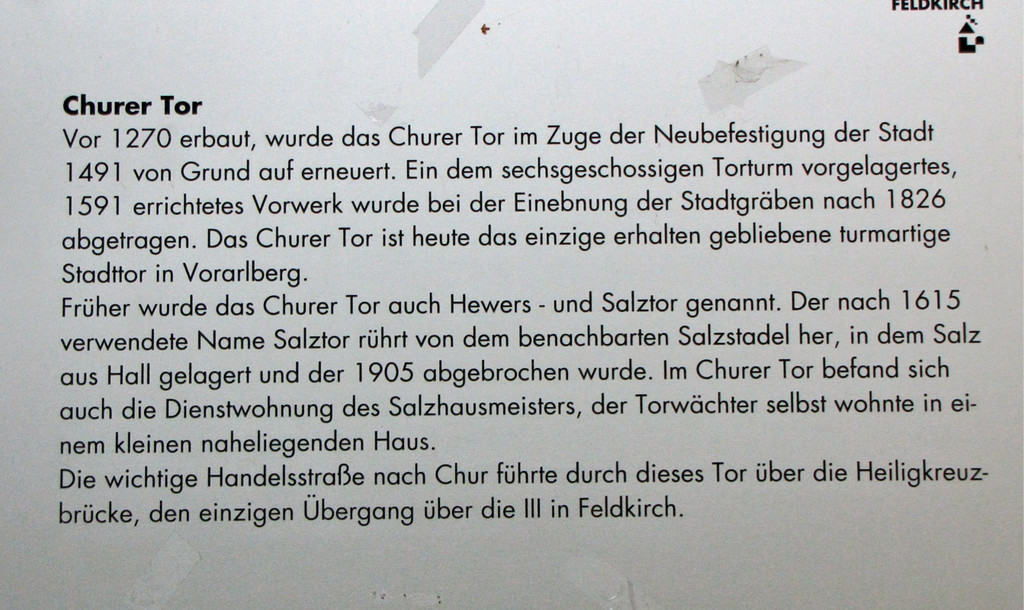 FELDKIRCH
Churer Tor
Vor 1270 erbaut, wurde das Churer Tor im Zuge der Neubefestigung der Stadt
1491 von Grund auf erneuert. Ein dem sechsgeschossigen Torturm vorgelagertes,
1591 errichtetes Vorwerk wurde bei der Einebnung der Stadtgräben nach 1826
abgetragen. Das Churer Tor ist heute das einzige erhalten gebliebene turmartige
Stadttor in Vorarlberg.
Früher wurde das Churer Tor auch Hewers - und Salztor genannt. Der nach 1615
verwendete Name Salztor rührt von dem benachbarten Salzstadel her, in dem Salz
aus Hall gelagert und der 1905 abgebrochen wurde. Im Churer Tor befand sich
auch die Dienstwohnung des Salzhausmeisters, der Torwächter selbst wohnte in ei-
nem kleinen naheliegenden Haus.
Die wichtige Handelsstraße nach Chur führte durch dieses Tor über die Heiligkreuz-
brücke, den einzigen Übergang über die Ill in Feldkirch.